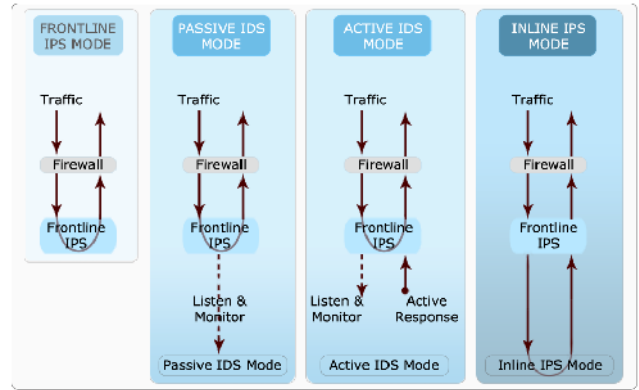 FRONTLINE
IPS MODE
Traffic
Firewall
Frontline
IPS
PASSIVE IDS
MODE
Traffic
Firewall
Frontline
IPS
Listen &
Monitor
Passive IDS Mode
ACTIVE IDS
MODE
Traffic
Firewall
Frontline
IPS
Listen &
Monitor
Active
Response
Active IDS Mode
INLINE IPS
MODE
Traffic
Firewall
Frontline
IPS
Inline IPS Mode